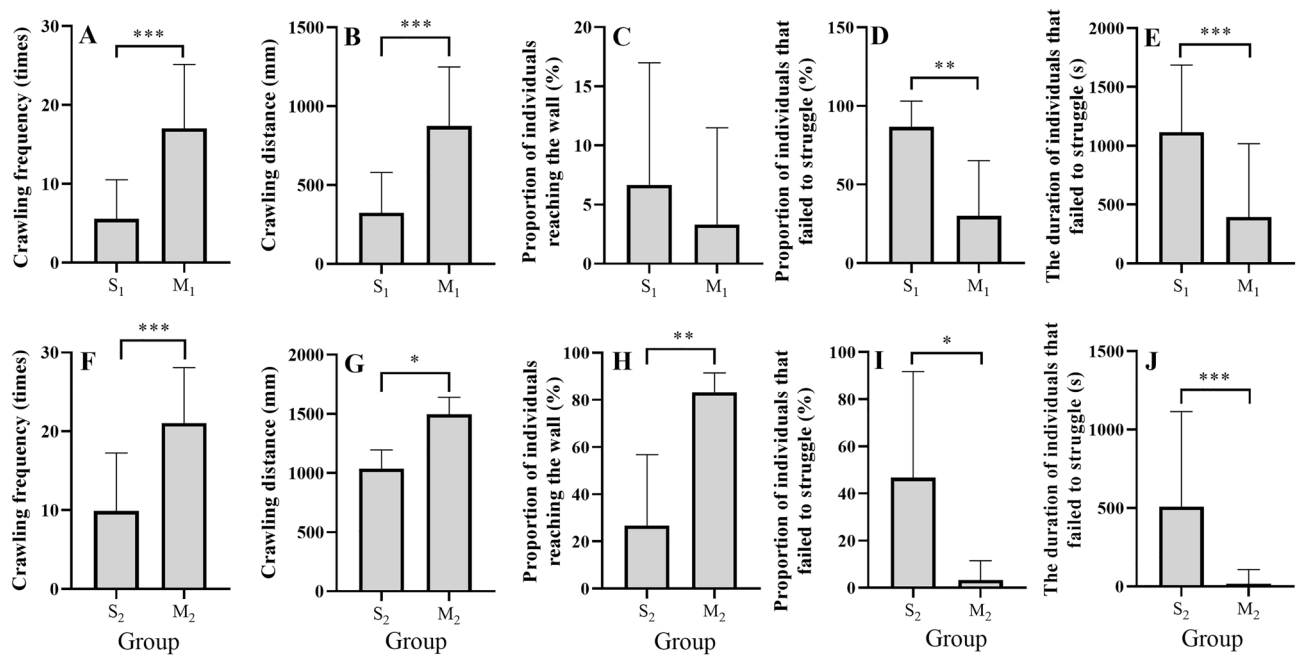 A
Crawling frequency (times)
30
20
10
0
***
S1
M1
B
Crawling distance (mm)
1500
1000
500
0
***
S1
M1
C
Proportion of individuals
reaching the wall (%)
20
15
10
5
0
S1
M1
D
Proportion of individuals that
failed to struggle (%)
150
100
50
0
**
S1
M1
E
The duration of individuals that
failed to struggle (s)
2000
1500
1000
500
0
***
S1
M1
F
Crawling frequency (times)
30
20
10
0
***
S2
M2
Group
G
Crawling distance (mm)
2000
1500
1000
500
0
*
S2
M2
Group
H
Proportion of individuals
reaching the wall (%)
100
80
60
40
20
0
**
S2
M2
Group
I
Proportion of individuals that
failed to struggle (%)
100
80
60
40
20
0
*
S2
M2
Group
J
The duration of individuals that
failed to struggle (s)
1500
1000
500
0
***
S2
M2
Group